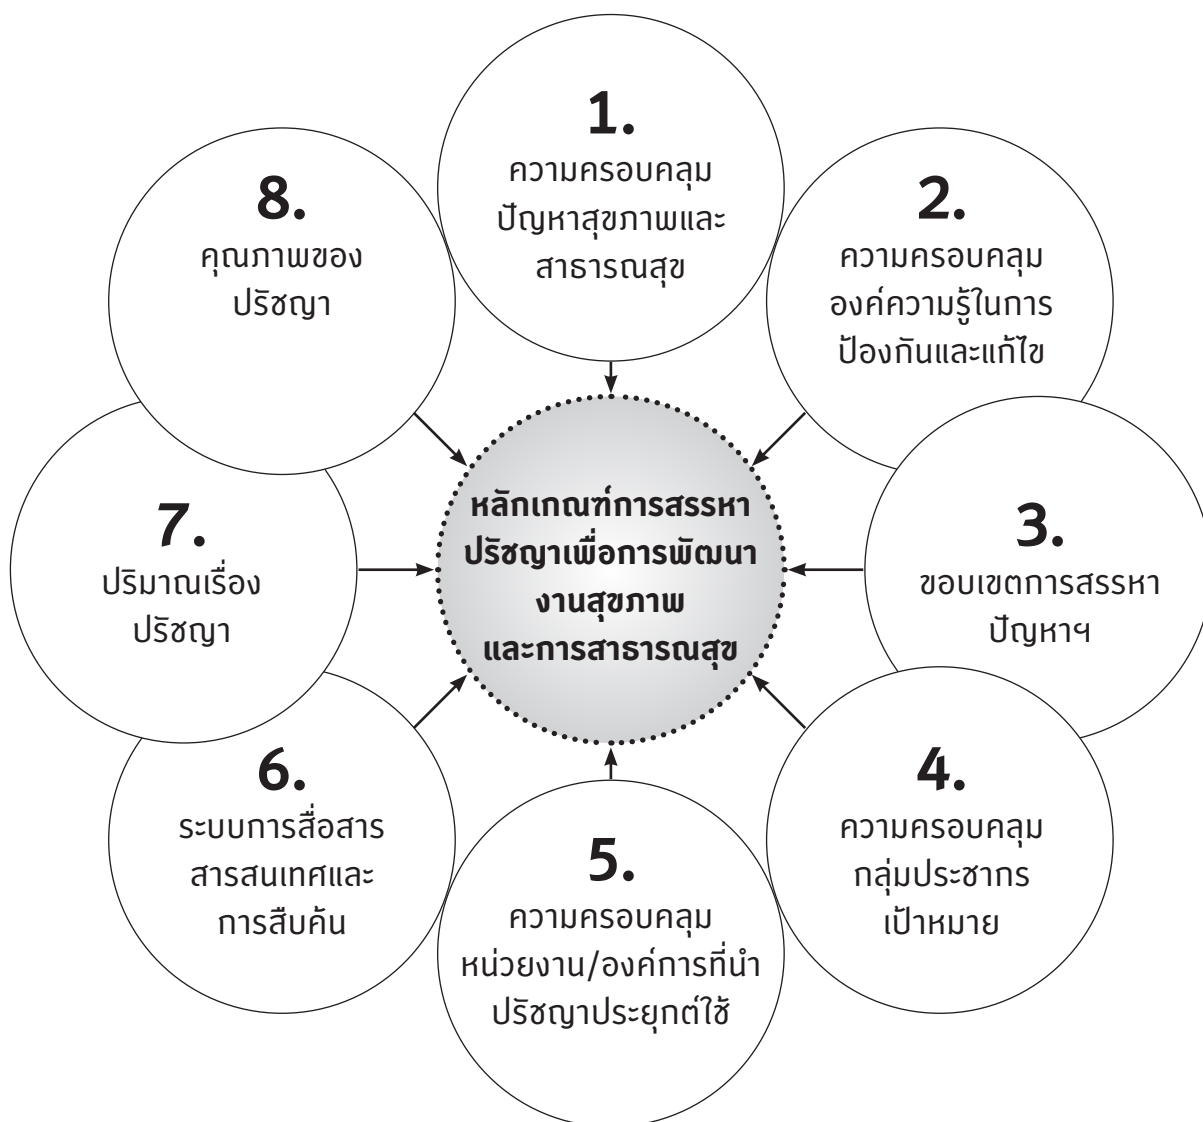 1.
ความครอบคลุม
ปัญหาสุขภาพและ
สาธารณสุข
2.
ความครอบคลุม
องค์ความรู้ในการ
ป้องกันและแก้ไข
3.
ขอบเขตการสรรหา
ปัญหาฯ
4.
ความครอบคลุม
กลุ่มประชากร
เป้าหมาย
5.
ความครอบคลุม
หน่วยงาน/องค์การที่นำ
ปรัชญาประยุกต์ใช้
6.
ระบบการสื่อสาร
สารสนเทศและ
การสืบค้น
7.
ปริมาณเรื่อง
ปรัชญา
8.
คุณภาพของ
ปรัชญา
หลักเกณฑ์การสรรหา
ปรัชญาเพื่อการพัฒนา
งานสุขภาพ
และการสาธารณสุข